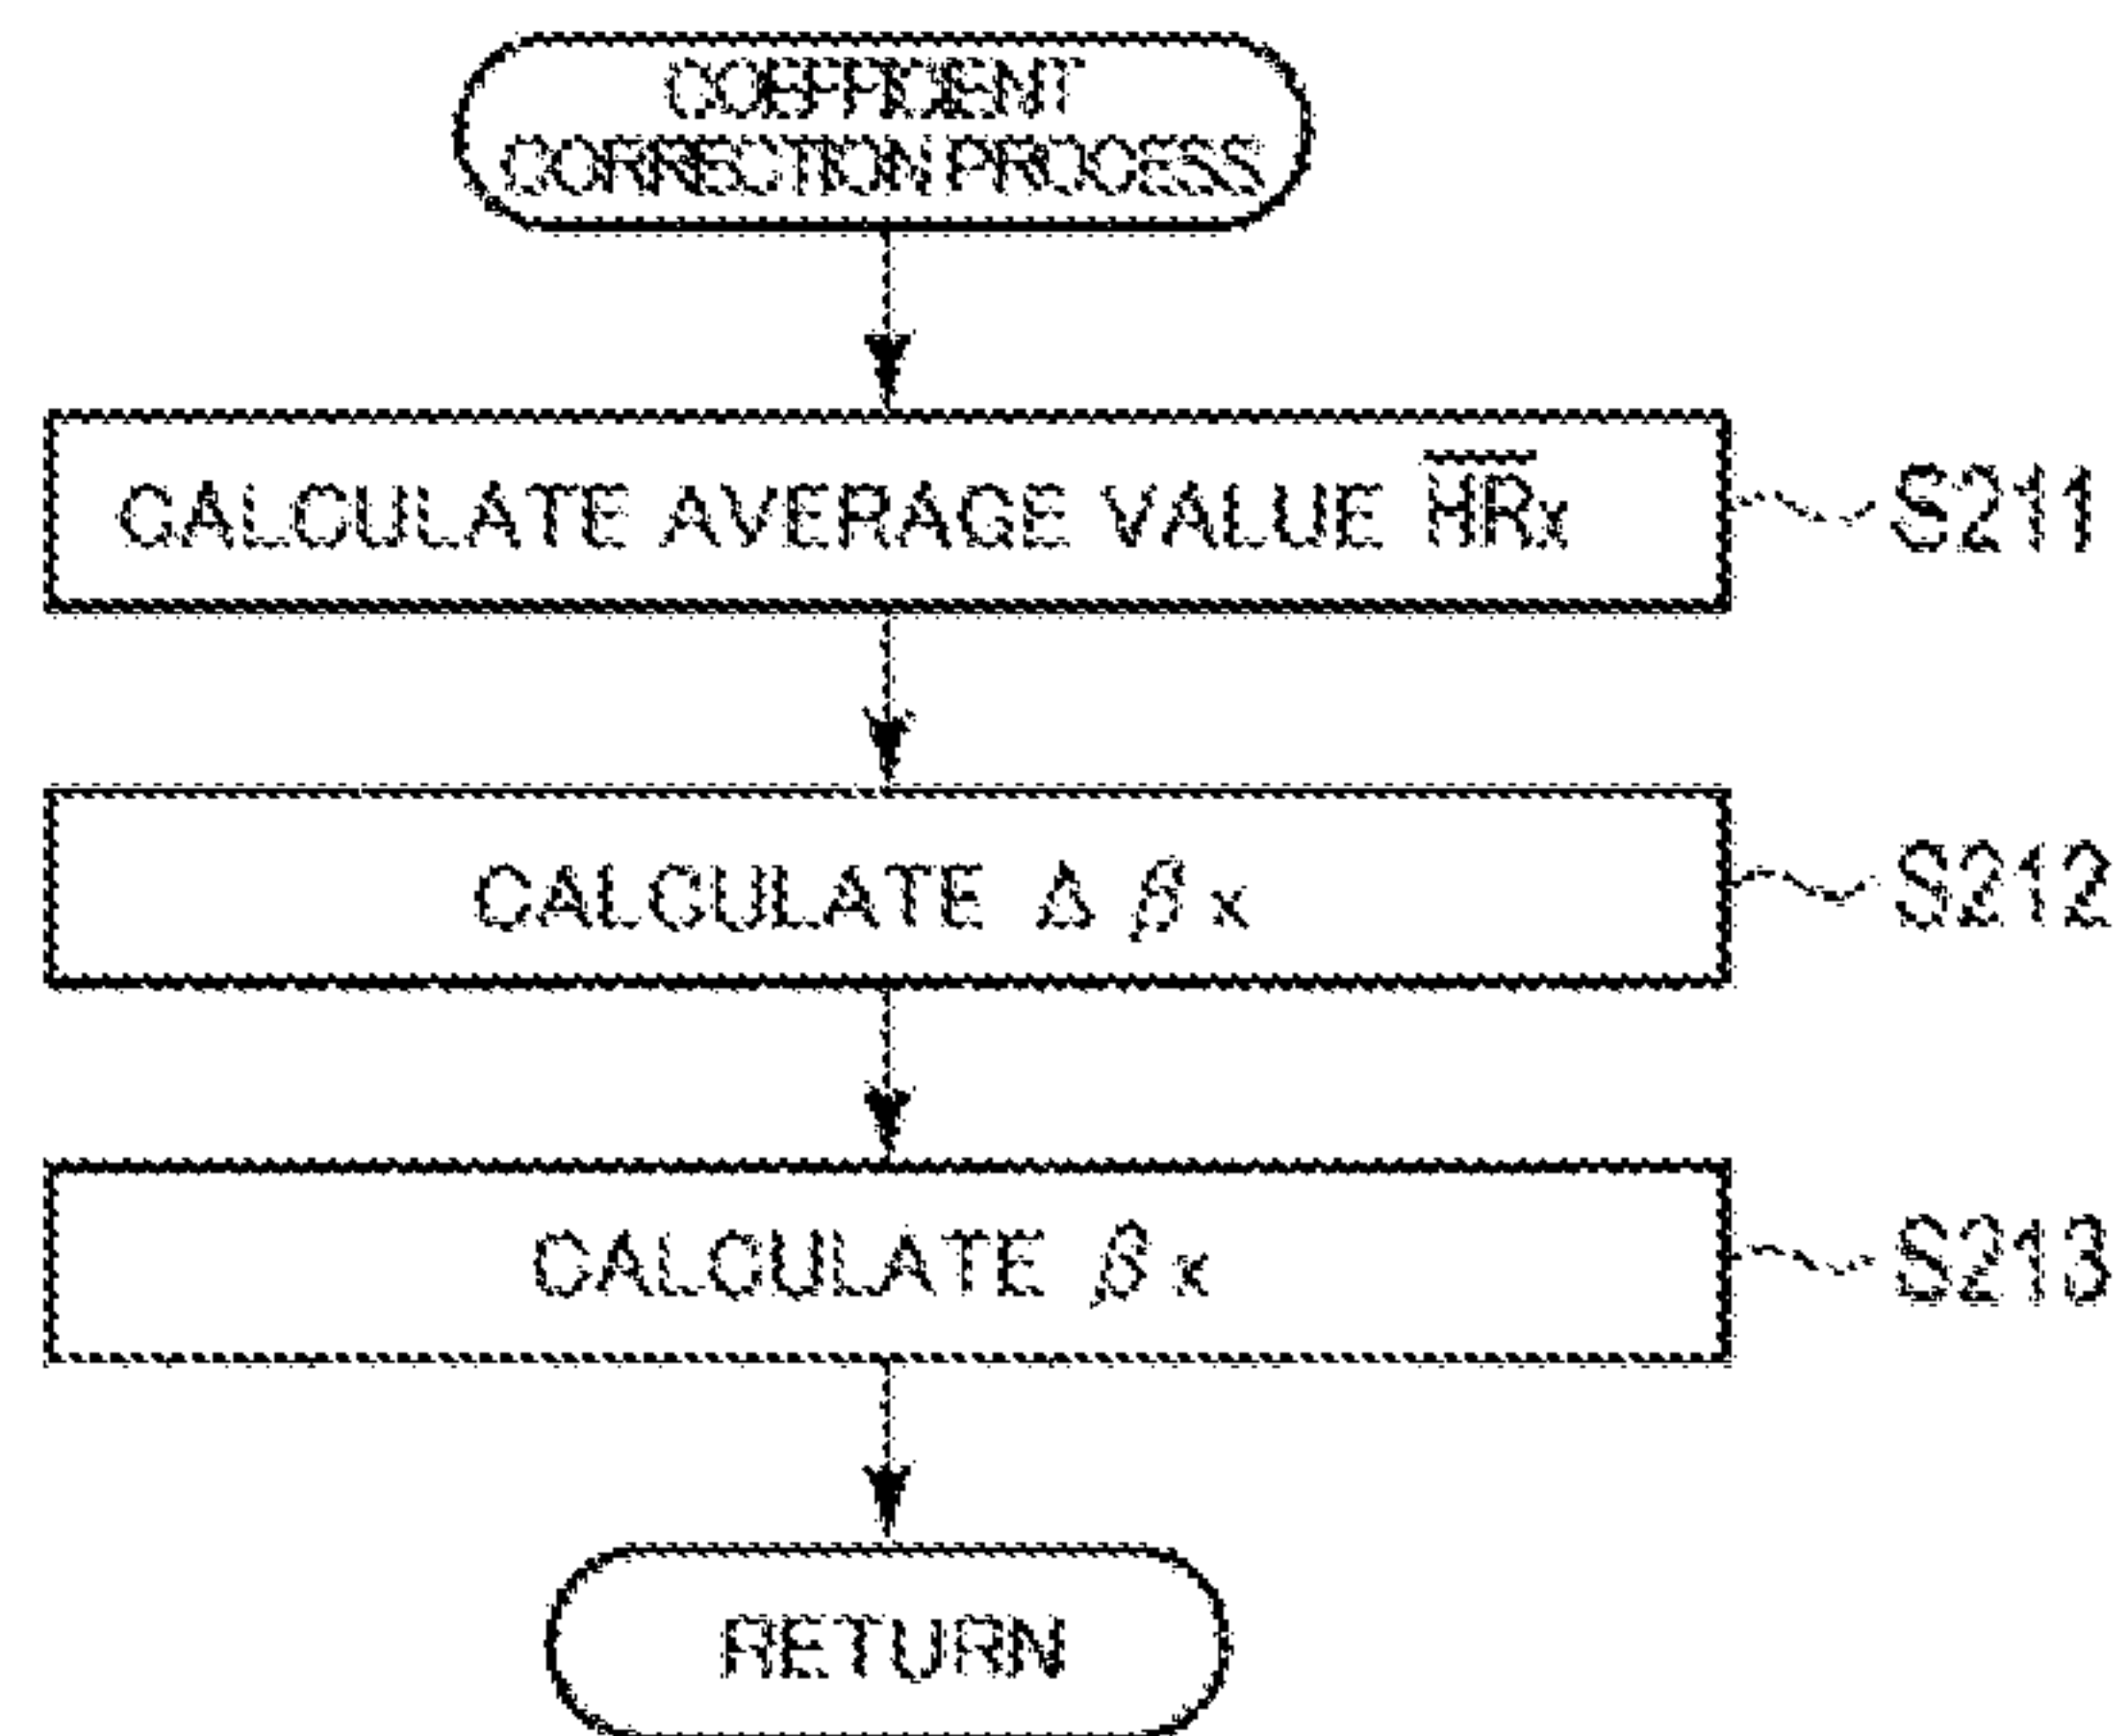 COEFFICIENT
CORRECTION PROCESS
CALCULATE AVERAGE VALUE H̅R̅x
S211
CALCULATE Δβx
S212
CALCULATE βx
S213
RETURN